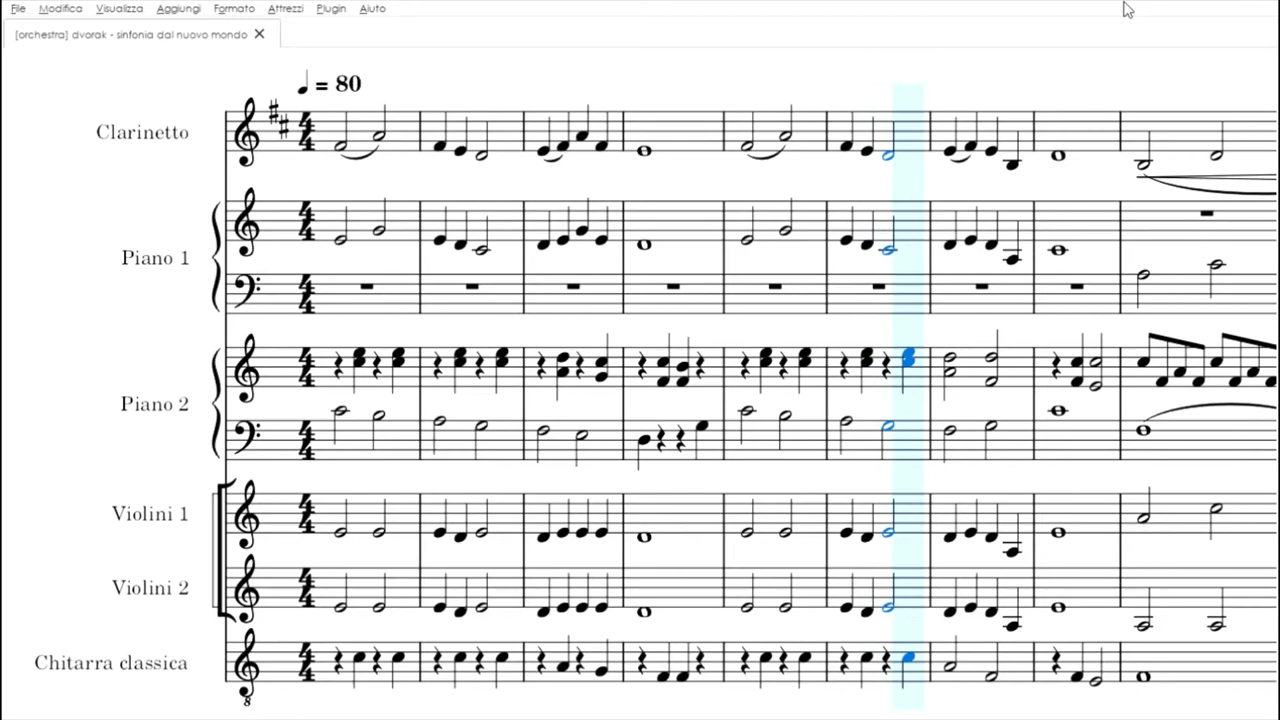 File Modifica Visualizza Aggiungi Formato Attrezzi Plugin Aiuto
[orchestra] dvorak - sinfonia dal nuovo mondo
= 80
Clarinetto
Piano 1
Piano 2
Violini 1
Violini 2
Chitarra classica
8